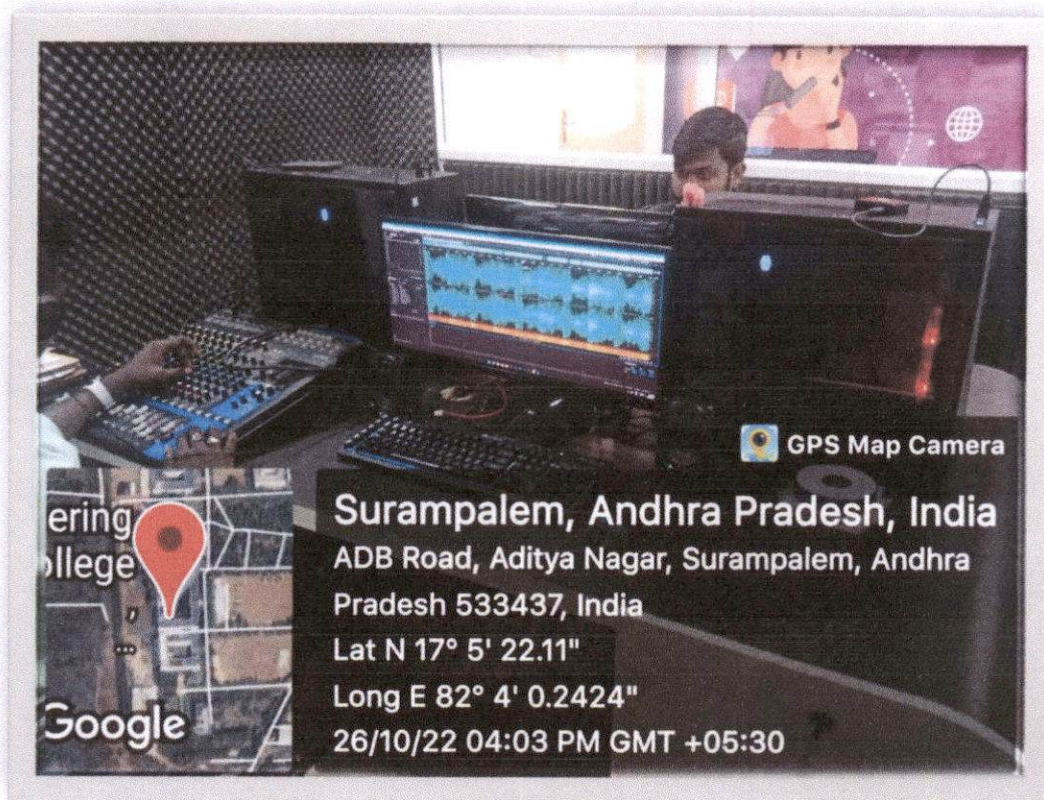 GPS Map Camera
Surampalem, Andhra Pradesh, India
ADB Road, Aditya Nagar, Surampalem, Andhra
Pradesh 533437, India
Lat N 17° 5' 22.11"
Long E 82° 4' 0.2424"
26/10/22 04:03 PM GMT +05:30
ering
ollege
,
...
Google